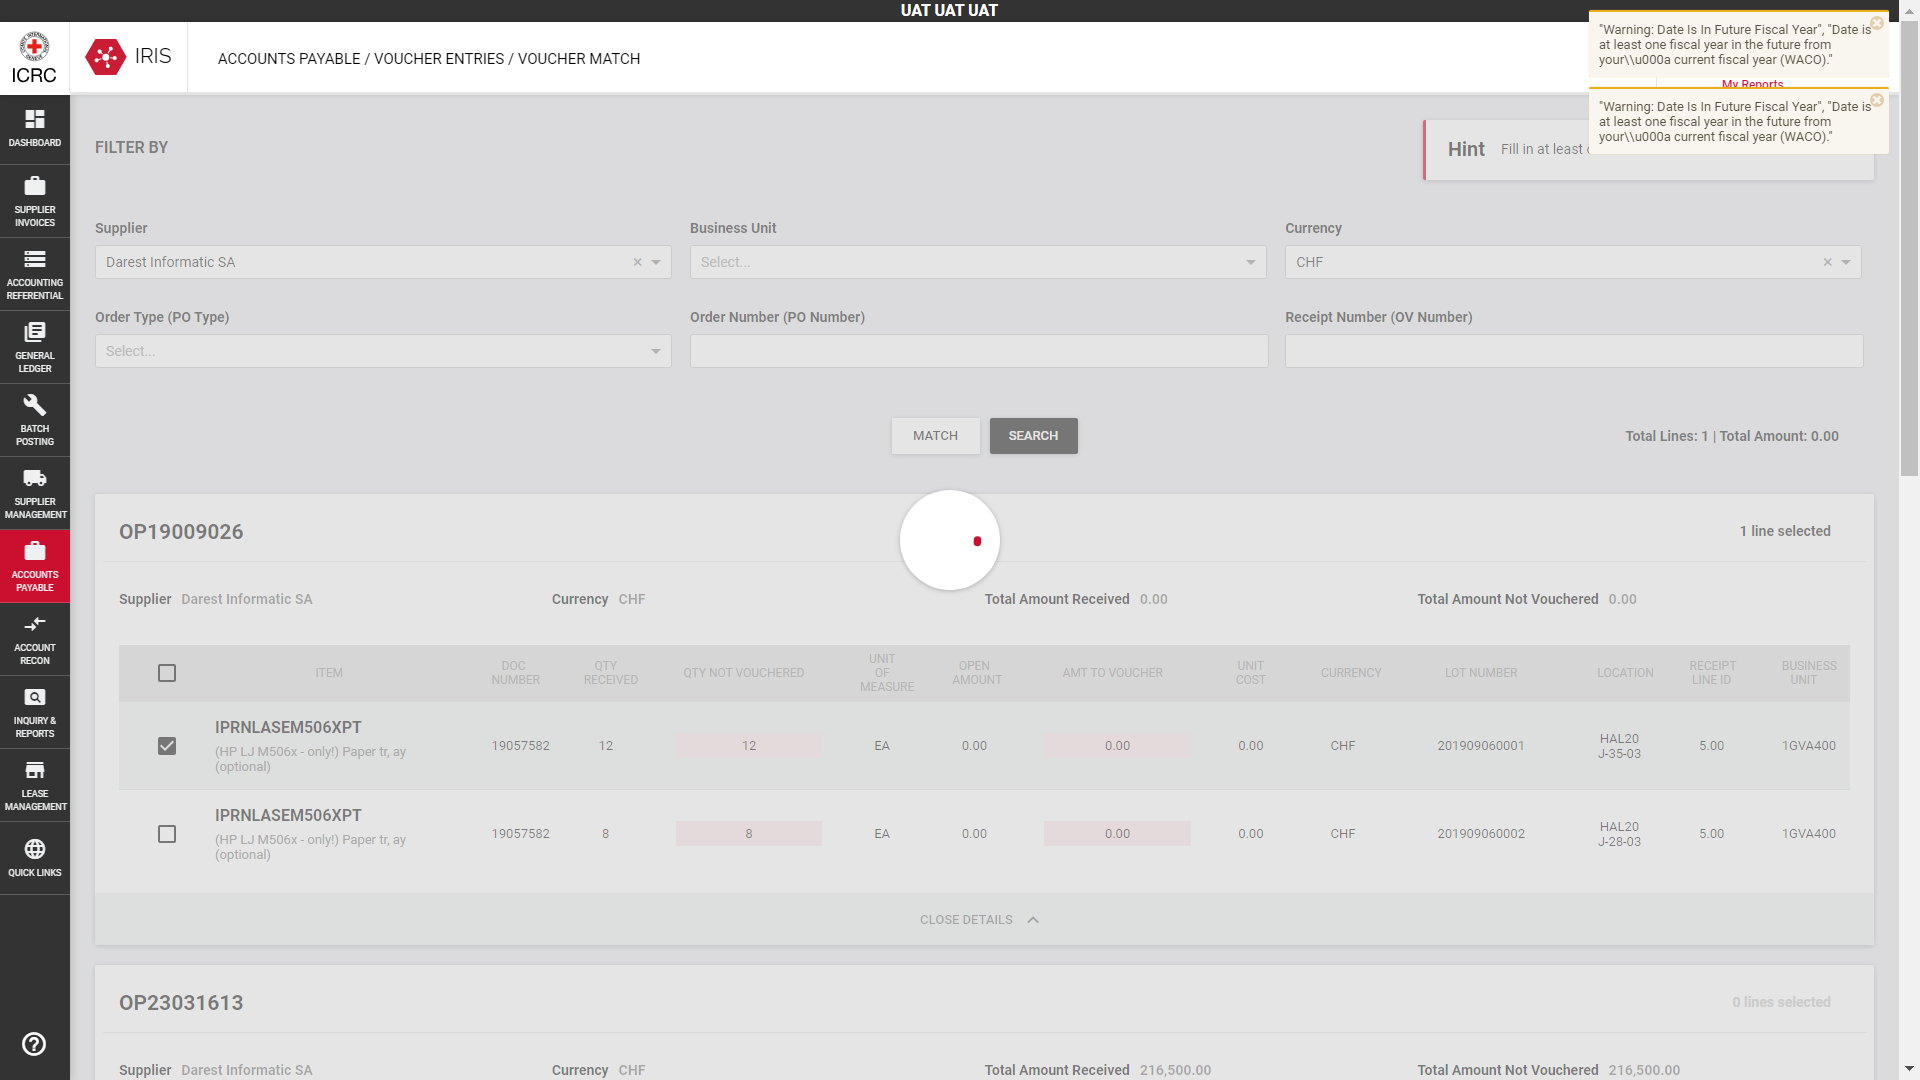 UAT UAT UAT
ICRC
IRIS
ACCOUNTS PAYABLE / VOUCHER ENTRIES / VOUCHER MATCH
My Reports
"Warning: Date Is In Future Fiscal Year", "Date is
at least one fiscal year in the future from
your\\u000a current fiscal year (WACO)."
"Warning: Date Is In Future Fiscal Year", "Date is
at least one fiscal year in the future from
your\\u000a current fiscal year (WACO)."
DASHBOARD
SUPPLIER
INVOICES
ACCOUNTING
REFERENTIAL
GENERAL
LEDGER
BATCH
POSTING
SUPPLIER
MANAGEMENT
ACCOUNTS
PAYABLE
ACCOUNT
RECON
INQUIRY &
REPORTS
LEASE
MANAGEMENT
QUICK LINKS
FILTER BY
Hint Fill in at least
Supplier Business Unit Currency
Darest Informatic SA Select... CHF
Order Type (PO Type) Order Number (PO Number) Receipt Number (OV Number)
Select...
MATCH SEARCH Total Lines: 1 | Total Amount: 0.00
OP19009026 1 line selected
Supplier Darest Informatic SA Currency CHF Total Amount Received 0.00 Total Amount Not Vouchered 0.00
ITEM DOC NUMBER QTY RECEIVED QTY NOT VOUCHERED UNIT OF MEASURE OPEN AMOUNT AMT TO VOUCHER UNIT COST CURRENCY LOT NUMBER LOCATION RECEIPT LINE ID BUSINESS UNIT
IPRNLASEM506XPT
(HP LJ M506x - only!) Paper tr, ay
(optional)
19057582 12 12 EA 0.00 0.00 0.00 CHF 201909060001 HAL20 J-35-03 5.00 1GVA400
IPRNLASEM506XPT
(HP LJ M506x - only!) Paper tr, ay
(optional)
19057582 8 8 EA 0.00 0.00 0.00 CHF 201909060002 HAL20 J-28-03 5.00 1GVA400
CLOSE DETAILS
OP23031613 0 lines selected
Supplier Darest Informatic SA Currency CHF Total Amount Received 216,500.00 Total Amount Not Vouchered 216,500.00